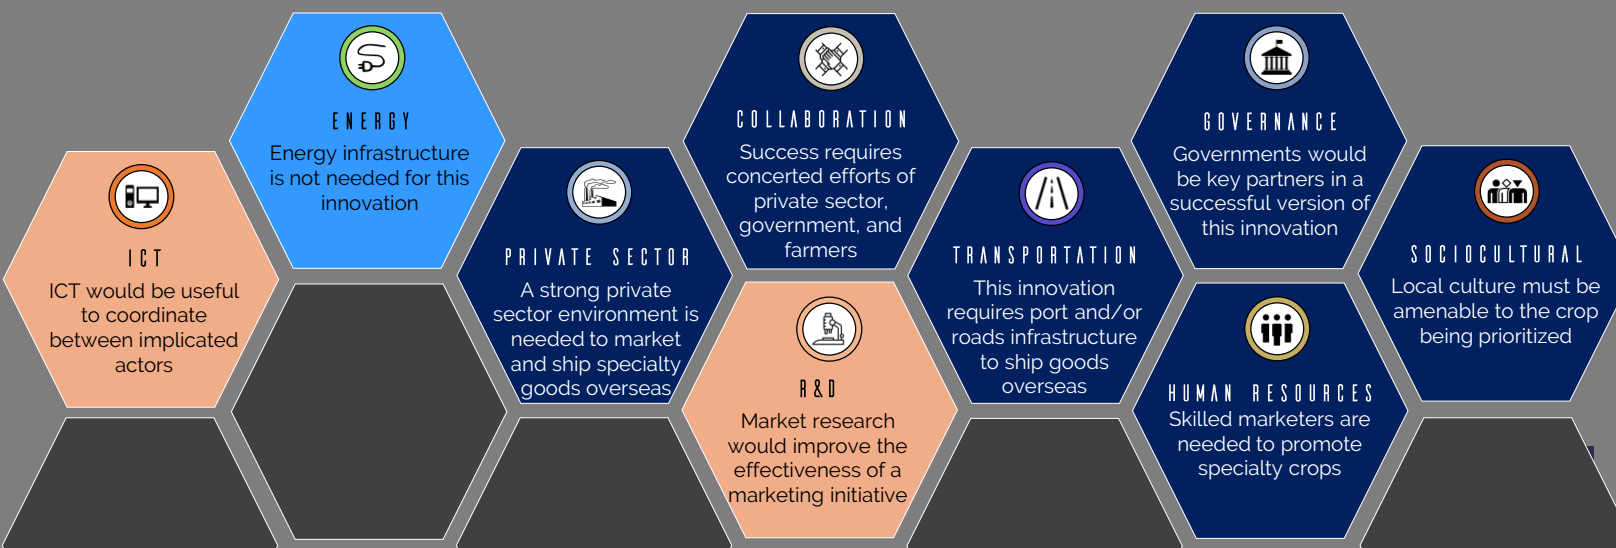 ENERGY
Energy infrastructure
is not needed for this
innovation
COLLABORATION
Success requires
concerted efforts of
private sector,
government, and
farmers
GOVERNANCE
Governments would
be key partners in a
successful version of
this innovation
ICT
ICT would be useful
to coordinate
between implicated
actors
PRIVATE SECTOR
A strong private
sector environment is
needed to market
and ship specialty
goods overseas
TRANSPORTATION
This innovation
requires port and/or
roads infrastructure
to ship goods
overseas
SOCIOCULTURAL
Local culture must be
amenable to the crop
being prioritized
R&D
Market research
would improve the
effectiveness of a
marketing initiative
HUMAN RESOURCES
Skilled marketers are
needed to promote
specialty crops